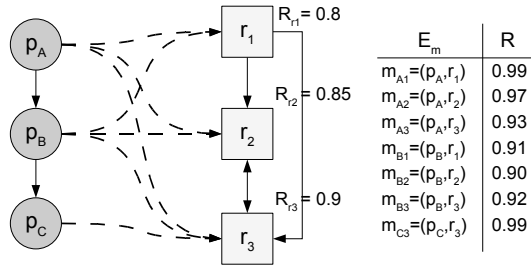 p_A
r_1
R_r1 = 0.8
p_B
r_2
R_r2 = 0.85
p_C
r_3
R_r3 = 0.9
E_m R
m_A1=(p_A,r_1) 0.99
m_A2=(p_A,r_2) 0.97
m_A3=(p_A,r_3) 0.93
m_B1=(p_B,r_1) 0.91
m_B2=(p_B,r_2) 0.90
m_B3=(p_B,r_3) 0.92
m_C3=(p_C,r_3) 0.99